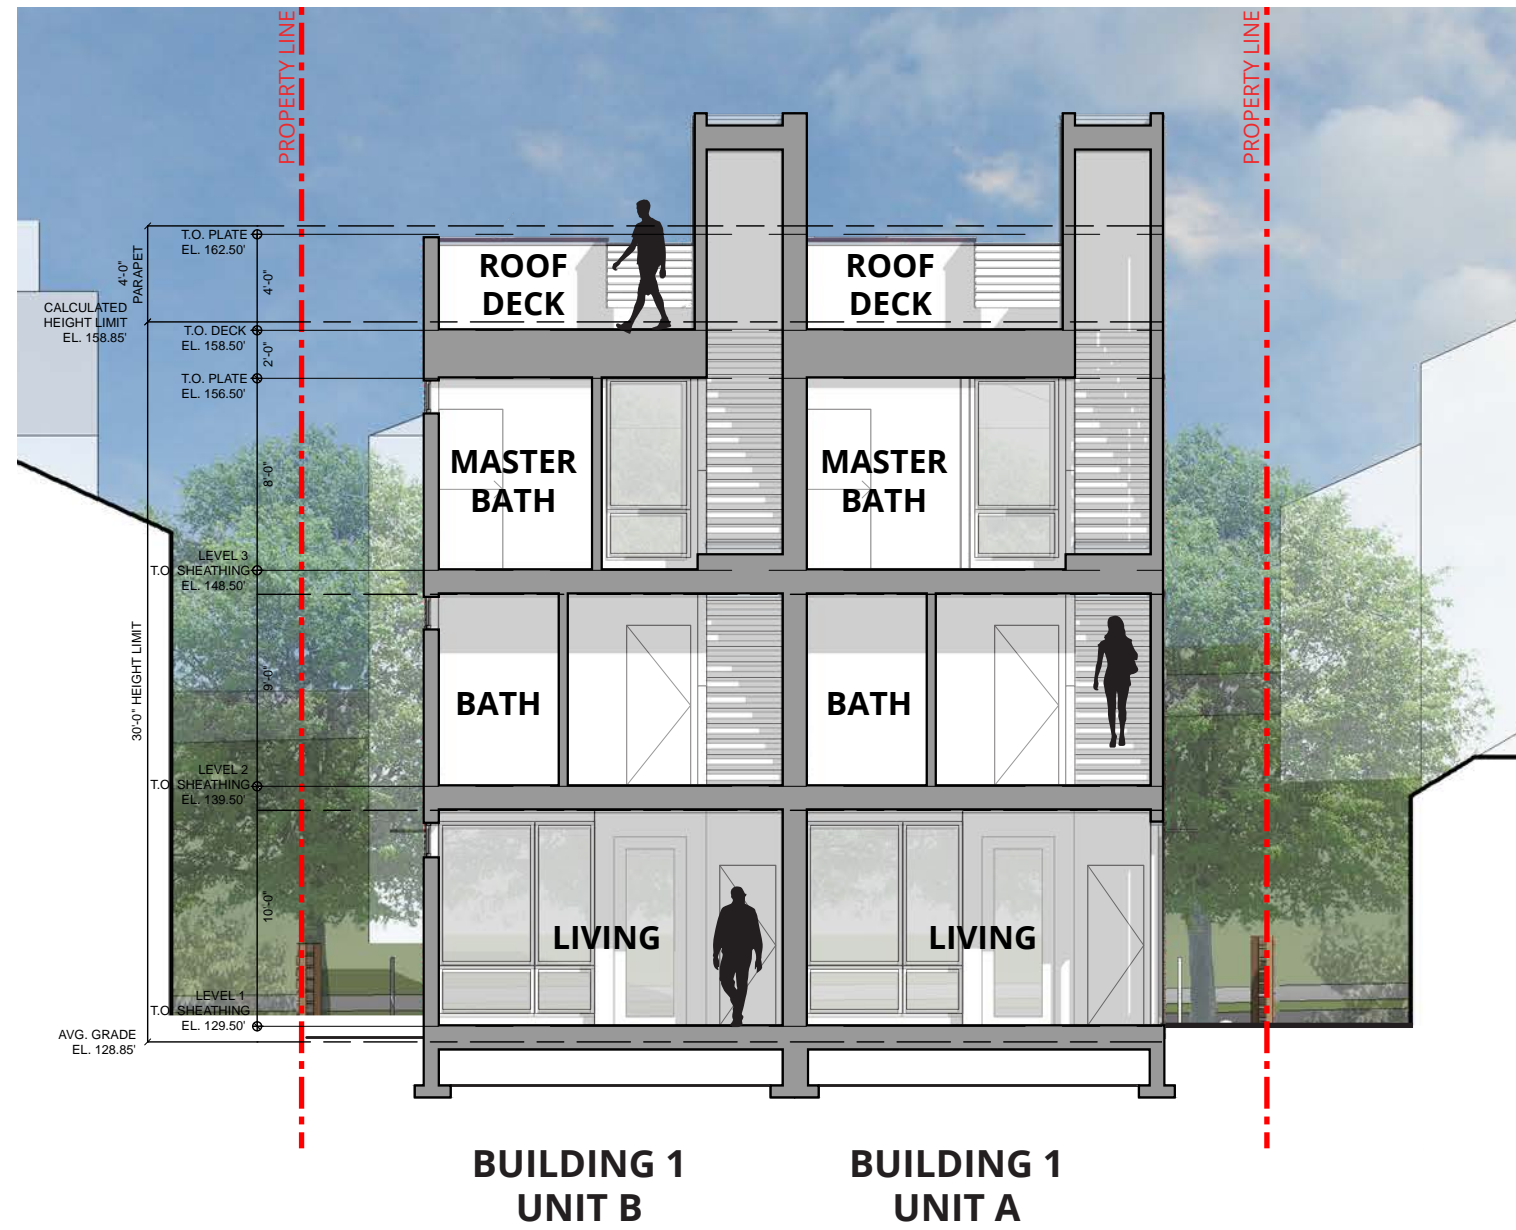 PROPERTY LINE
PROPERTY LINE
T.O. PLATE
EL. 162.50'
4'-0"
PARAPET
4'-0"
ROOF
DECK
ROOF
DECK
CALCULATED
HEIGHT LIMIT
EL. 158.85'
T.O. DECK
EL. 158.50'
2'-0"
T.O. PLATE
EL. 156.50'
8'-0"
MASTER
BATH
MASTER
BATH
LEVEL 3
T.O. SHEATHING
EL. 148.50'
30'-0" HEIGHT LIMIT
9'-0"
BATH
BATH
LEVEL 2
T.O. SHEATHING
EL. 139.50'
10'-0"
LIVING
LIVING
LEVEL 1
T.O. SHEATHING
EL. 129.50'
AVG. GRADE
EL. 128.85'
BUILDING 1
UNIT B
BUILDING 1
UNIT A